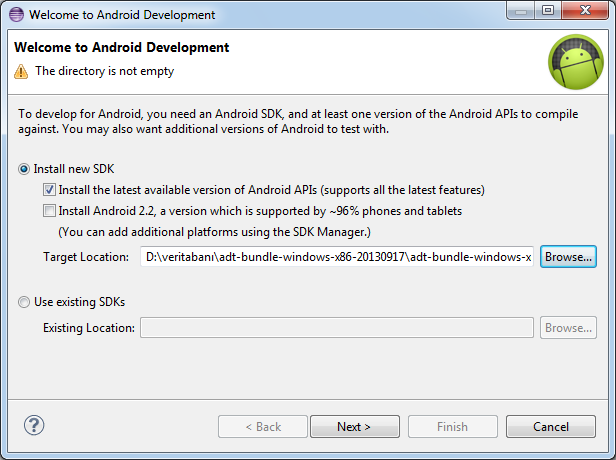 Welcome to Android Development
Welcome to Android Development
The directory is not empty
To develop for Android, you need an Android SDK, and at least one version of the Android APIs to compile
against. You may also want additional versions of Android to test with.
Install new SDK
Install the latest available version of Android APIs (supports all the latest features)
Install Android 2.2, a version which is supported by ~96% phones and tablets
(You can add additional platforms using the SDK Manager.)
Target Location: D:\veritabanı\adt-bundle-windows-x86-20130917\adt-bundle-windows-x Browse...
Use existing SDKs
Existing Location: Browse...
? < Back Next > Finish Cancel